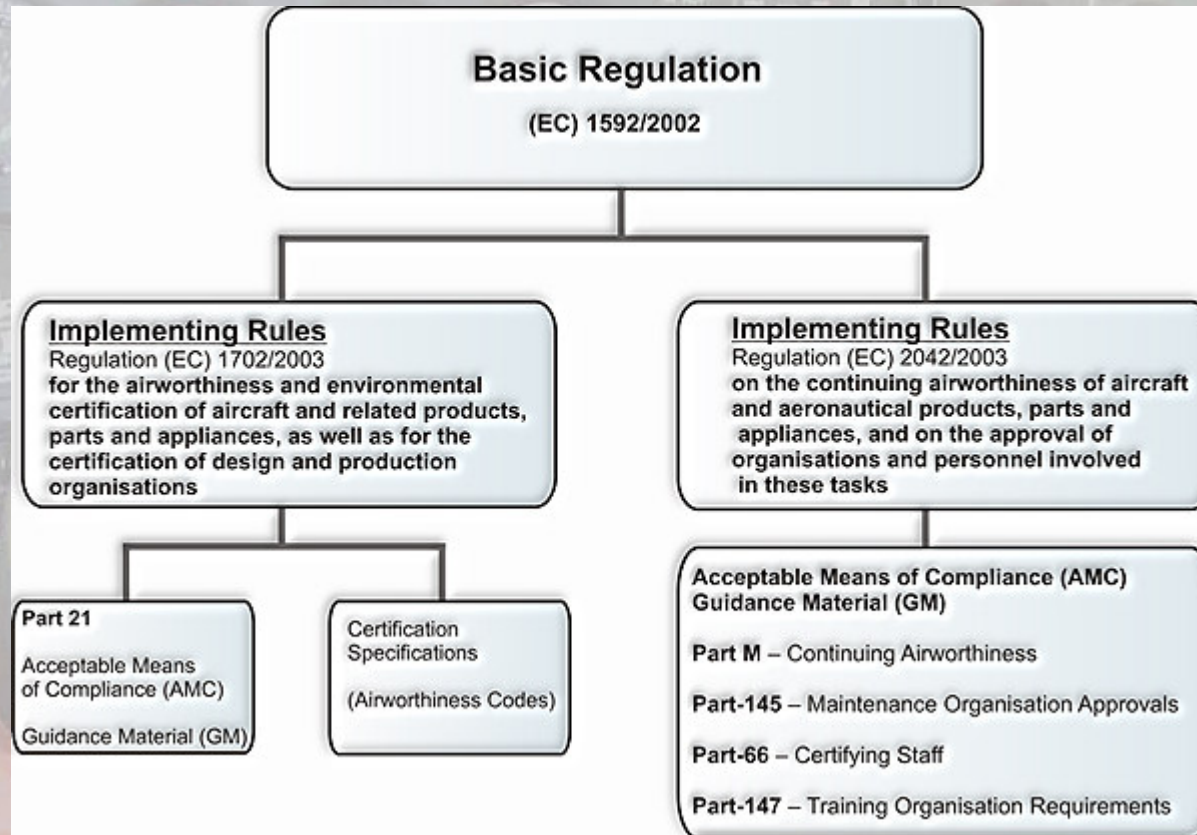 Basic Regulation
(EC) 1592/2002
Implementing Rules
Regulation (EC) 1702/2003
for the airworthiness and environmental
certification of aircraft and related products,
parts and appliances, as well as for the
certification of design and production
organisations
Implementing Rules
Regulation (EC) 2042/2003
on the continuing airworthiness of aircraft
and aeronautical products, parts and
appliances, and on the approval of
organisations and personnel involved
in these tasks
Part 21
Acceptable Means
of Compliance (AMC)
Guidance Material (GM)
Certification
Specifications
(Airworthiness Codes)
Acceptable Means of Compliance (AMC)
Guidance Material (GM)
Part M – Continuing Airworthiness
Part-145 – Maintenance Organisation Approvals
Part-66 – Certifying Staff
Part-147 – Training Organisation Requirements